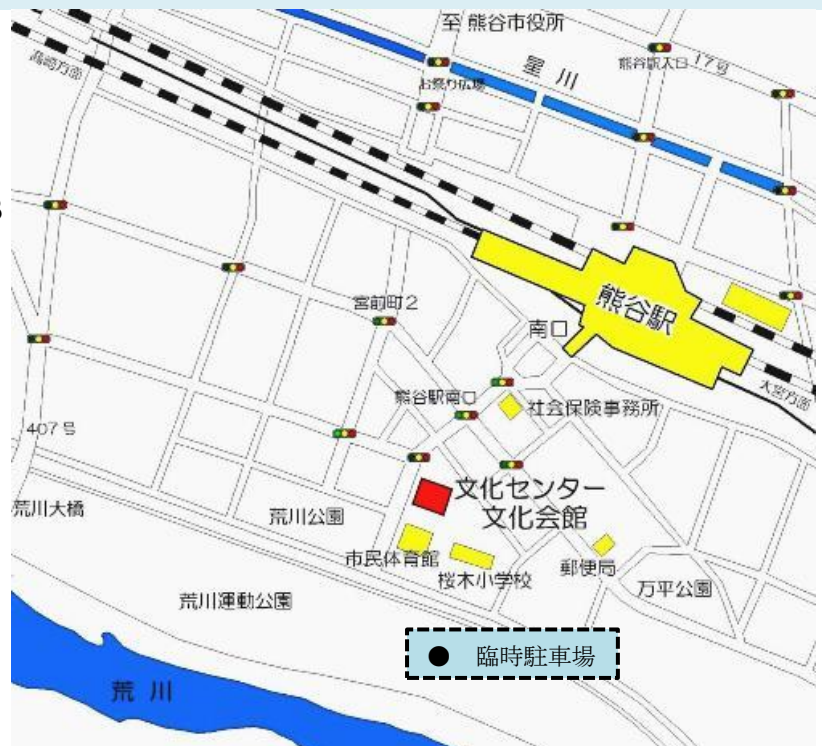 至 熊谷市役所
高崎方面
お祭り広場
星川
熊谷駅入口
17号
宮前町2
熊谷駅
南口
大宮方面
熊谷駅南口
社会保険事務所
407号
文化センター
文化会館
荒川大橋
荒川公園
市民体育館
桜木小学校
郵便局
万平公園
荒川運動公園
● 臨時駐車場
荒 川